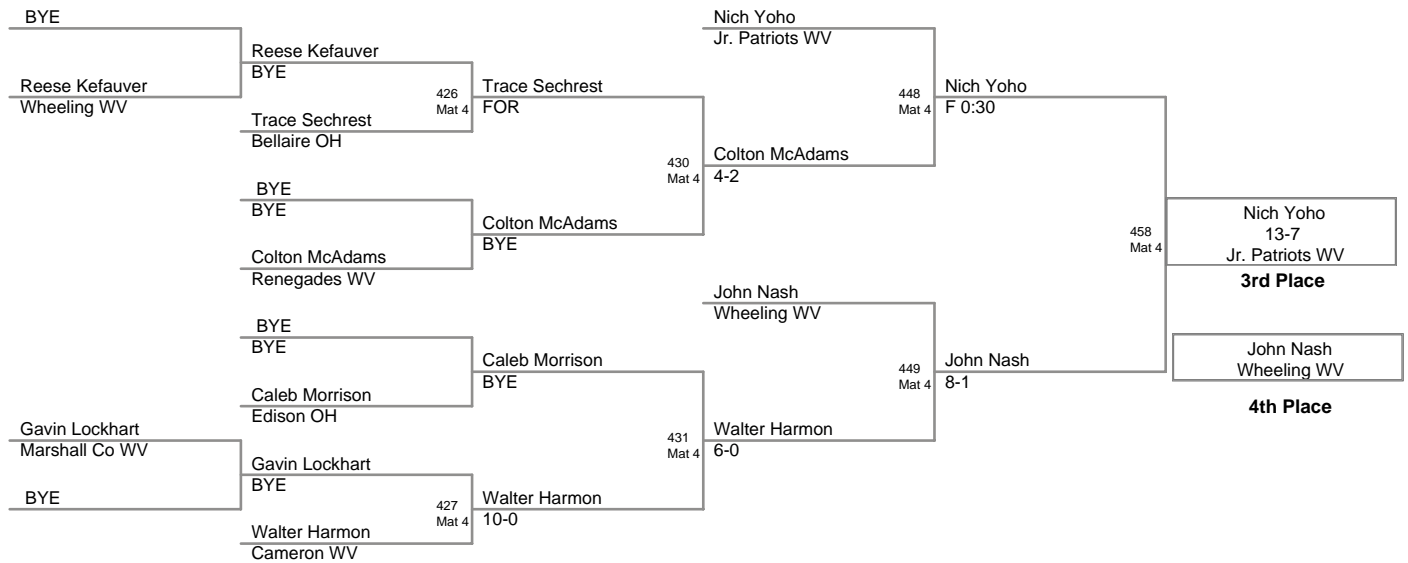 BYE
Reese Kefauver
Wheeling WV
Reese Kefauver
BYE
Trace Sechrest
Bellaire OH
426
Mat 4
Trace Sechrest
FOR
BYE
BYE
Colton McAdams
Renegades WV
Colton McAdams
BYE
430
Mat 4
Nich Yoho
Jr. Patriots WV
Colton McAdams
4-2
448
Mat 4
Nich Yoho
F 0:30
BYE
BYE
Caleb Morrison
Edison OH
Caleb Morrison
BYE
Gavin Lockhart
Marshall Co WV
BYE
Gavin Lockhart
BYE
Walter Harmon
Cameron WV
427
Mat 4
Walter Harmon
10-0
431
Mat 4
John Nash
Wheeling WV
Walter Harmon
6-0
449
Mat 4
John Nash
8-1
458
Mat 4
Nich Yoho
13-7
Jr. Patriots WV
3rd Place
John Nash
Wheeling WV
4th Place